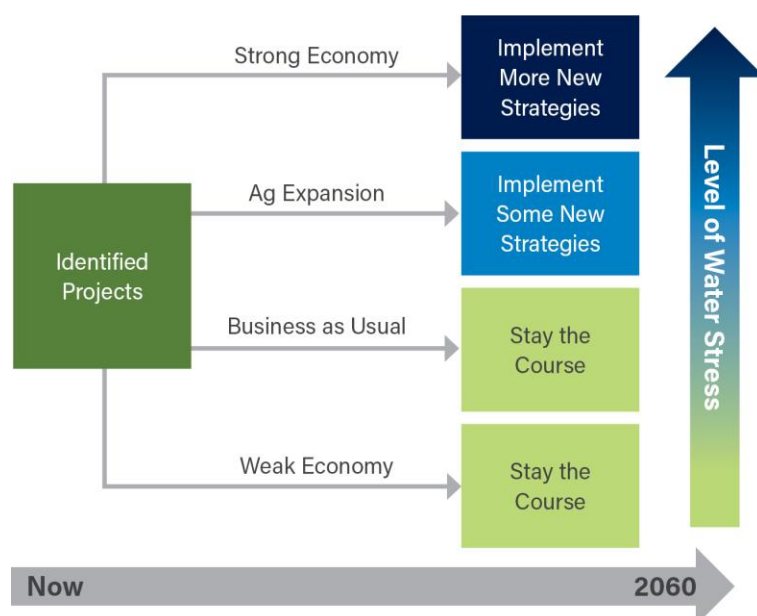 Strong Economy
Implement
More New
Strategies
Ag Expansion
Implement
Some New
Strategies
Identified
Projects
Business as Usual
Stay the
Course
Weak Economy
Stay the
Course
Level of Water Stress
Now
2060